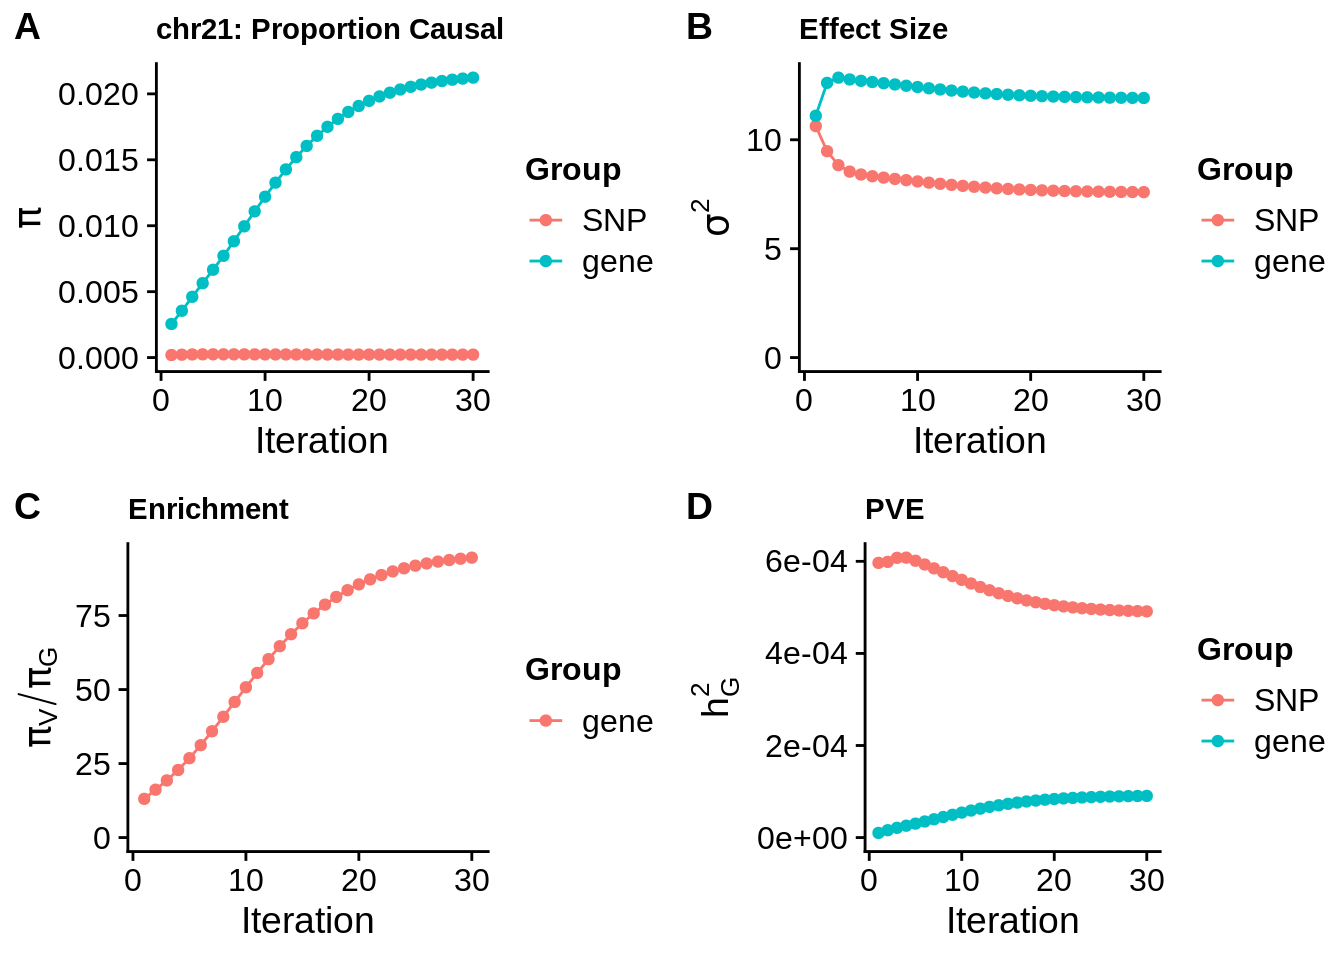 A
chr21: Proportion Causal
π
0.020
0.015
0.010
0.005
0.000
0 10 20 30
Iteration
Group
SNP
gene
B
Effect Size
σ²
10
5
0
0 10 20 30
Iteration
Group
SNP
gene
C
Enrichment
πV/πG
75
50
25
0
0 10 20 30
Iteration
Group
gene
D
PVE
h²G
6e-04
4e-04
2e-04
0e+00
0 10 20 30
Iteration
Group
SNP
gene